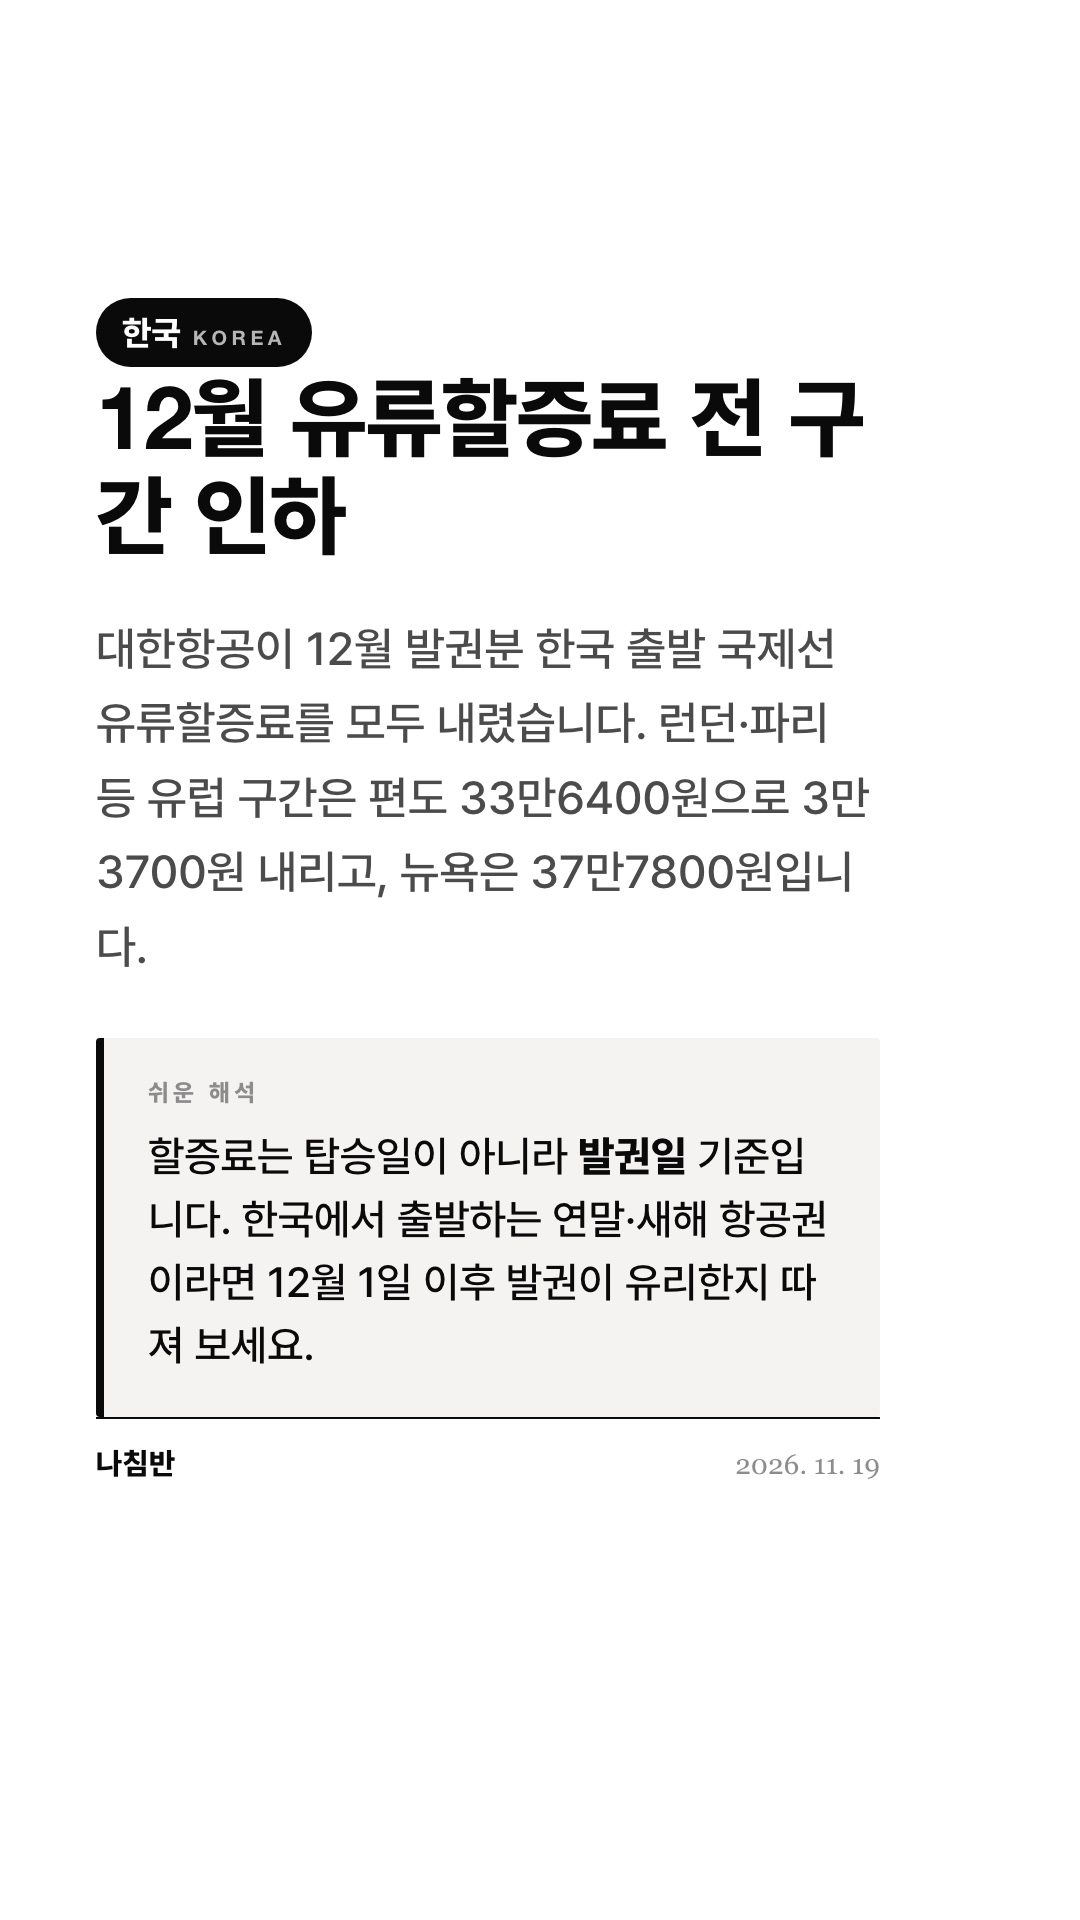 한국 KOREA
12월 유류할증료 전 구
간 인하
대한항공이 12월 발권분 한국 출발 국제선
유류할증료를 모두 내렸습니다. 런던·파리
등 유럽 구간은 편도 33만6400원으로 3만
3700원 내리고, 뉴욕은 37만7800원입니
다.
쉬운 해석
할증료는 탑승일이 아니라 발권일 기준입
니다. 한국에서 출발하는 연말·새해 항공권
이라면 12월 1일 이후 발권이 유리한지 따
져 보세요.
나침반 2026. 11. 19